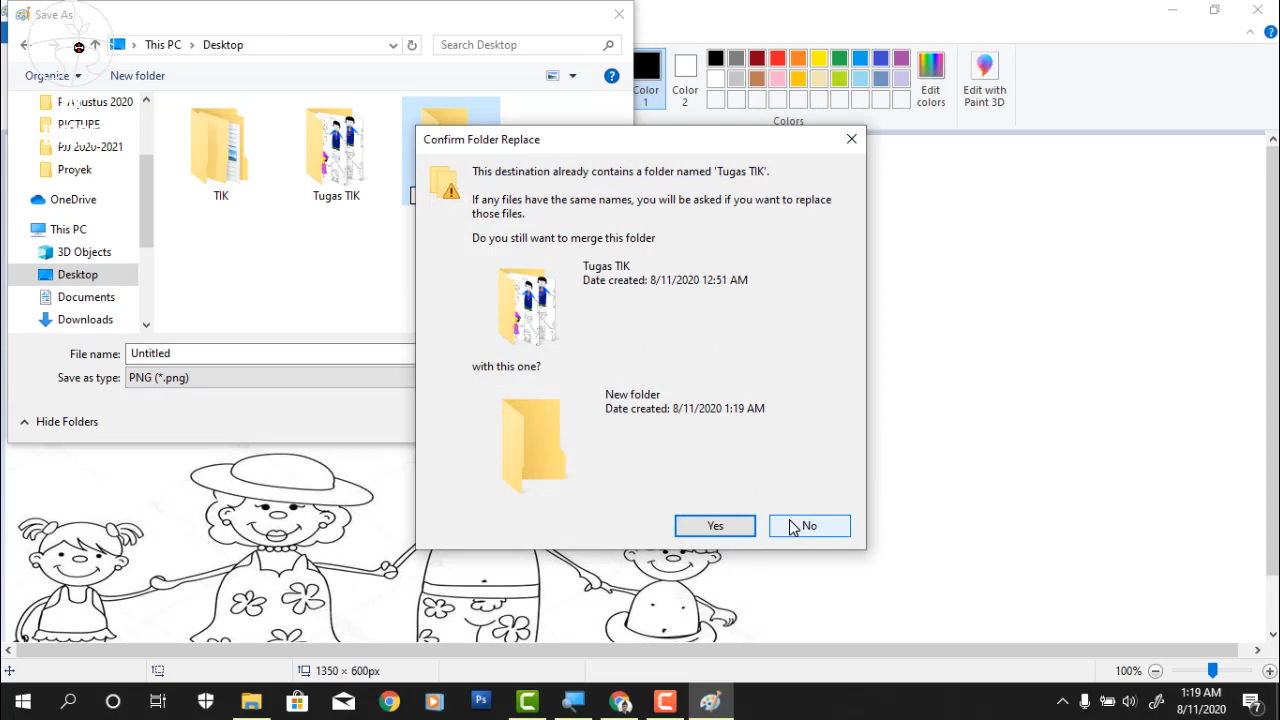 Save As
This PC > Desktop
Search Desktop
Organize
New folder
Agustus 2020
PICTURE
2020-2021
Proyek
OneDrive
This PC
3D Objects
Desktop
Documents
Downloads
TIK
Tugas TIK
File name: Untitled
Save as type: PNG (*.png)
Hide Folders
Confirm Folder Replace
This destination already contains a folder named 'Tugas TIK'.
If any files have the same names, you will be asked if you want to replace
those files.
Do you still want to merge this folder
Tugas TIK
Date created: 8/11/2020 12:51 AM
with this one?
New folder
Date created: 8/11/2020 1:19 AM
Yes
No
Color
1
Color
2
Edit
colors
Edit with
Paint 3D
Colors
1350 × 600px
100%
Ps
1:19 AM
8/11/2020
7